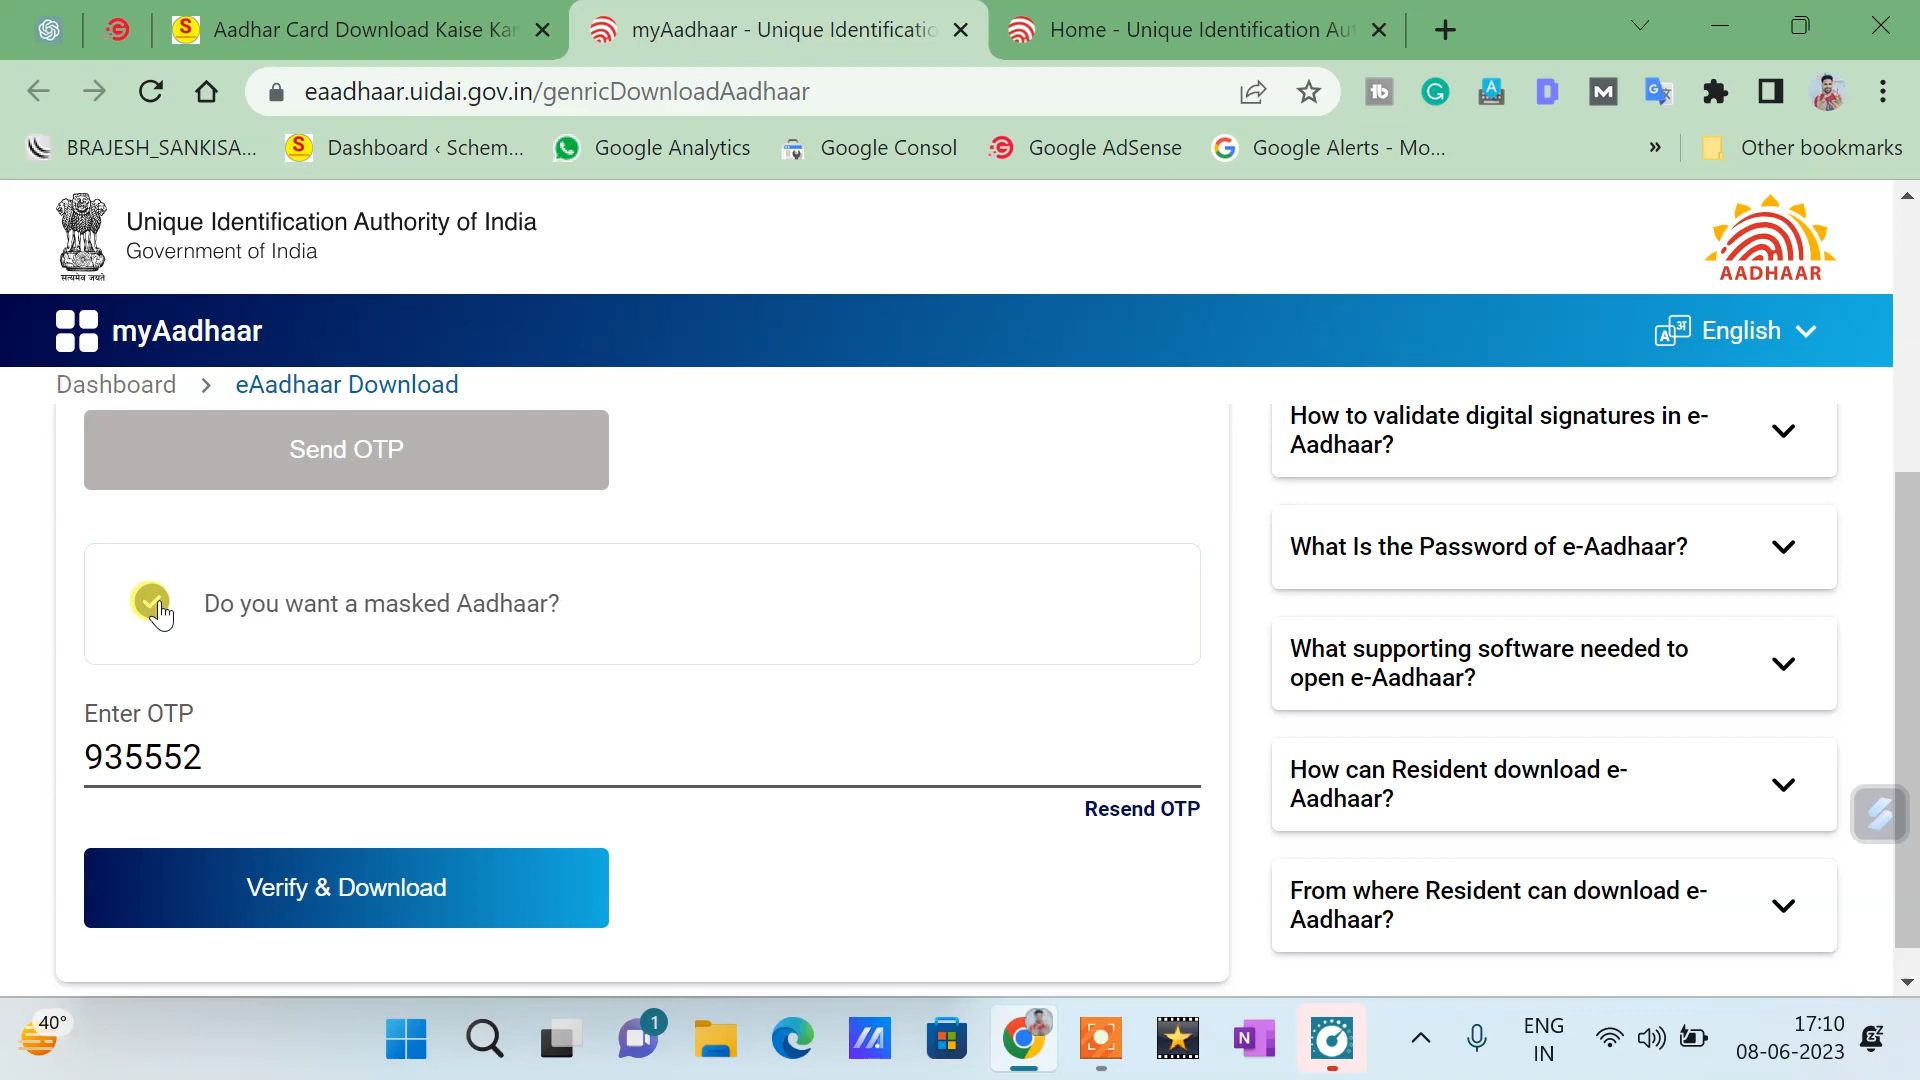 Aadhar Card Download Kaise Kar
myAadhaar - Unique Identificatio
Home - Unique Identification Aut
eaadhaar.uidai.gov.in/genricDownloadAadhaar
BRAJESH_SANKISA...
Dashboard ‹ Schem...
Google Analytics
Google Consol
Google AdSense
Google Alerts - Mo...
»
Other bookmarks
सत्यमेव जयते
Unique Identification Authority of India
Government of India
AADHAAR
myAadhaar
English
Dashboard > eAadhaar Download
Send OTP
Do you want a masked Aadhaar?
Enter OTP
935552
Resend OTP
Verify & Download
How to validate digital signatures in e-
Aadhaar?
What Is the Password of e-Aadhaar?
What supporting software needed to
open e-Aadhaar?
How can Resident download e-
Aadhaar?
From where Resident can download e-
Aadhaar?
40°
1
ENG
IN
17:10
08-06-2023